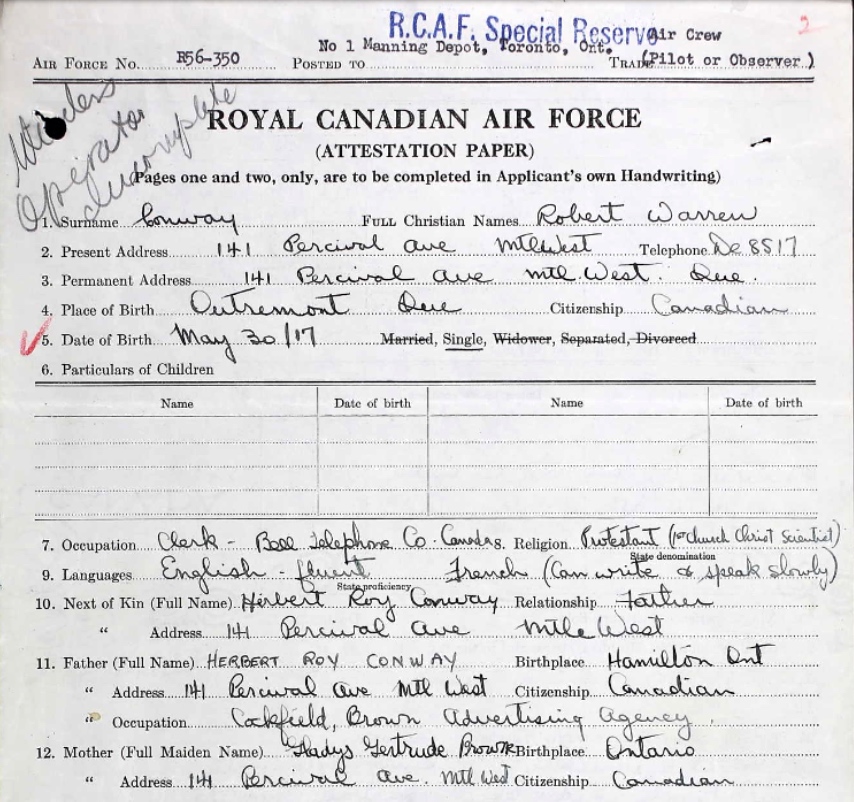 R.C.A.F. Special Reserve
2
No 1 Manning Depot, Toronto, Ont. Air Crew
AIR FORCE NO. R56-350 POSTED TO TRADE (Pilot or Observer)
Wireless
Operator
Incomplete
ROYAL CANADIAN AIR FORCE
(ATTESTATION PAPER)
(Pages one and two, only, are to be completed in Applicant's own Handwriting)
1. Surname Conway FULL Christian Names Robert Warren
2. Present Address 141 Percival Ave Mtl West Telephone De 8517
3. Permanent Address 141 Percival Ave Mtl. West. Que.
4. Place of Birth Outremont Que Citizenship Canadian
5. Date of Birth May 30/17 Married, Single, Widower, Separated, Divorced
6. Particulars of Children
Name Date of birth Name Date of birth
7. Occupation Clerk - Bell Telephone Co. Canada 8. Religion Protestant (1st Church Christ Scientist)
State denomination
9. Languages English - fluent French (Can write & speak slowly)
State proficiency
10. Next of Kin (Full Name) Herbert Roy Conway Relationship Father
" Address 141 Percival Ave Mtle West
11. Father (Full Name) HERBERT ROY CONWAY Birthplace Hamilton Ont
" Address 141 Percival Ave Mtl West Citizenship Canadian
" Occupation Cockfield, Brown Advertising Agency.
12. Mother (Full Maiden Name) Gladys Gertrude Brown Birthplace Ontario
" Address 141 Percival Ave. Mtl West Citizenship Canadian